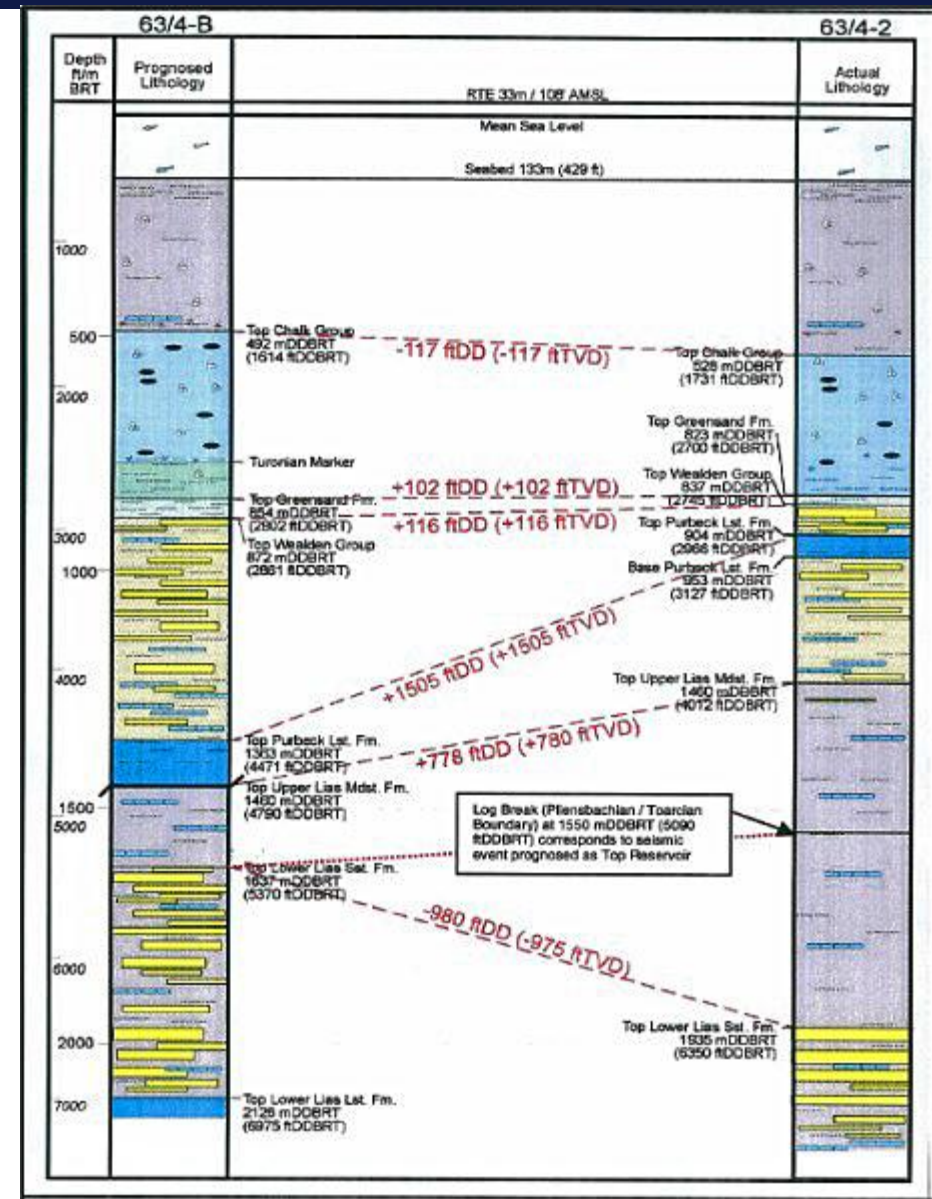 63/4-B
63/4-2
Depth
ft/m
BRT
Prognosed
Lithology
RTE 33m / 108' AMSL
Actual
Lithology
Mean Sea Level
Seabed 133m (429 ft)
1000
500
2000
3000
1000
4000
1500
5000
6000
2000
7000
Top Chalk Group
492 mDDBRT
(1614 ftDDBRT)
-117 ftDD (-117 ftTVD)
Top Chalk Group
528 mDDBRT
(1731 ftDDBRT)
Turonian Marker
Top Greensand Fm.
854 mDDBRT
(2802 ftDDBRT)
Top Wealden Group
872 mDDBRT
(2861 ftDDBRT)
+102 ftDD (+102 ftTVD)
+116 ftDD (+116 ftTVD)
Top Greensand Fm.
823 mDDBRT
(2700 ftDDBRT)
Top Wealden Group
837 mDDBRT
(2745 ftDDBRT)
Top Purbeck Lst. Fm.
904 mDDBRT
(2966 ftDDBRT)
Base Purbeck Lst. Fm.
953 mDDBRT
(3127 ftDDBRT)
+1505 ftDD (+1505 ftTVD)
Top Purbeck Lst. Fm.
1363 mDDBRT
(4471 ftDDBRT)
Top Upper Lias Mdst. Fm.
1460 mDDBRT
(4790 ftDDBRT)
+778 ftDD (+780 ftTVD)
Top Upper Lias Mdst. Fm.
1460 mDDBRT
(4012 ftDDBRT)
Log Break (Pliensbachian / Toarcian
Boundary) at 1550 mDDBRT (5090
ftDDBRT) corresponds to seismic
event prognosed as Top Reservoir
Top Lower Lias Sst. Fm.
1637 mDDBRT
(5370 ftDDBRT)
-980 ftDD (-975 ftTVD)
Top Lower Lias Sst. Fm.
1935 mDDBRT
(6350 ftDDBRT)
Top Lower Lias Lst. Fm.
2126 mDDBRT
(6975 ftDDBRT)